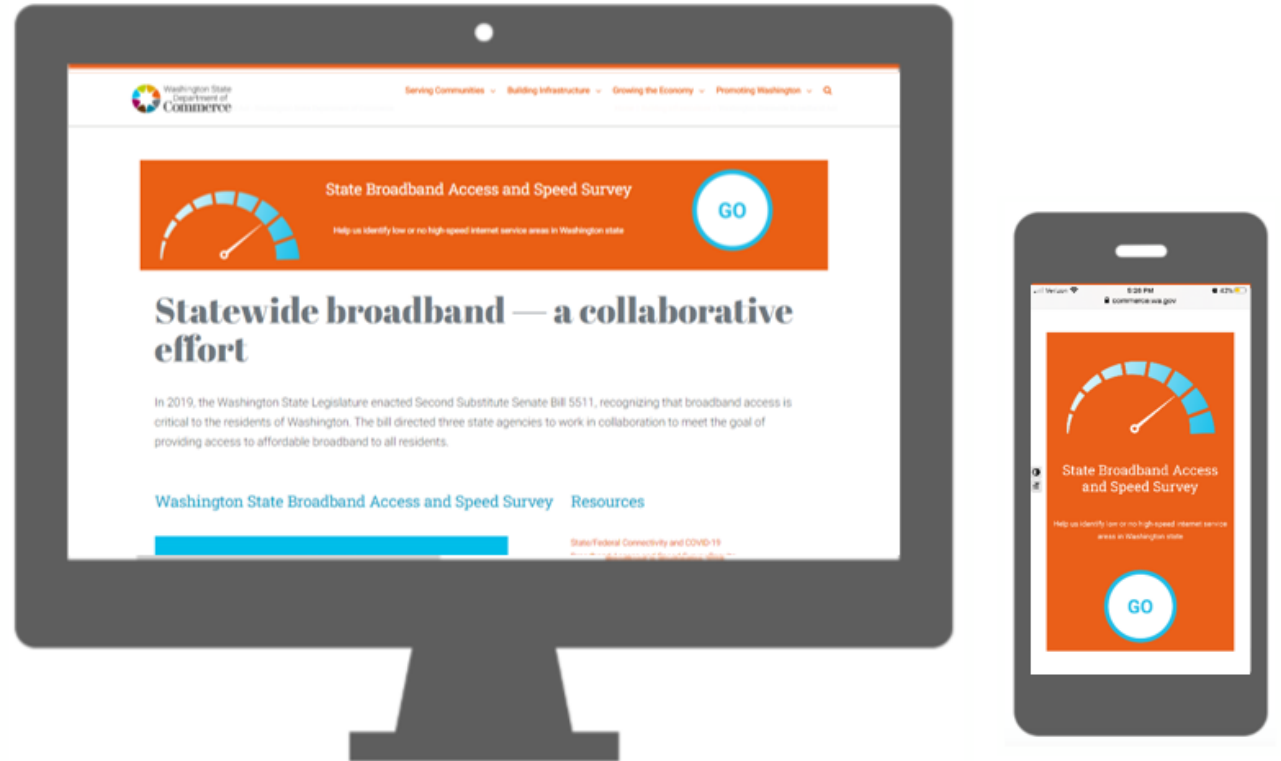 Washington State
Department of
Commerce
Serving Communities
Building Infrastructure
Growing the Economy
Promoting Washington
State Broadband Access and Speed Survey
Help us identify low or no high-speed internet service areas in Washington state
GO
Statewide broadband — a collaborative
effort
In 2019, the Washington State Legislature enacted Second Substitute Senate Bill 5511, recognizing that broadband access is
critical to the residents of Washington. The bill directed three state agencies to work in collaboration to meet the goal of
providing access to affordable broadband to all residents.
Washington State Broadband Access and Speed Survey
Resources
State/Federal Connectivity and COVID-19
Verizon
5:28 PM
42%
commerce.wa.gov
State Broadband Access
and Speed Survey
Help us identify low or no high-speed internet service
areas in Washington state
GO